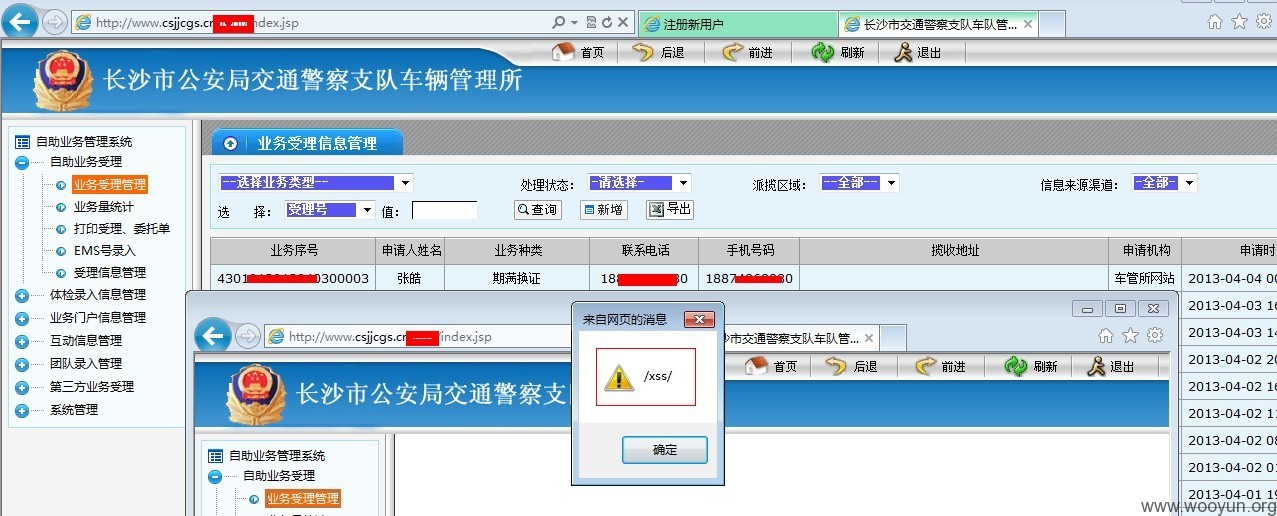 http://www.csjjcgs.cn index.jsp
注册新用户
长沙市交通警察支队车队管...
首页 后退 前进 刷新 退出
长沙市公安局交通警察支队车辆管理所
自助业务管理系统
自助业务受理
业务受理管理
业务量统计
打印受理、委托单
EMS号录入
受理信息管理
体检录入信息管理
业务门户信息管理
互动信息管理
团队录入管理
第三方业务受理
系统管理
业务受理信息管理
--选择业务类型-- 处理状态: -请选择- 派揽区域: --全部-- 信息来源渠道: -全部-
选 择: 受理号 值: 查询 新增 导出
业务序号 申请人姓名 业务种类 联系电话 手机号码 揽收地址 申请机构 申请时
张皓 期满换证 车管所网站 2013-04-04 0
2013-04-03 1
2013-04-03 1
2013-04-02 2
2013-04-02 1
2013-04-02 1
2013-04-02 0
2013-04-02 0
2013-04-01 1
http://www.csjjcgs.cn /index.jsp
沙市交通警察支队车队管...
首页 后退 前进 刷新 退出
长沙市公安局交通警察支
自助业务管理系统
自助业务受理
业务受理管理
来自网页的消息
/xss/
确定
www.wooyun.org